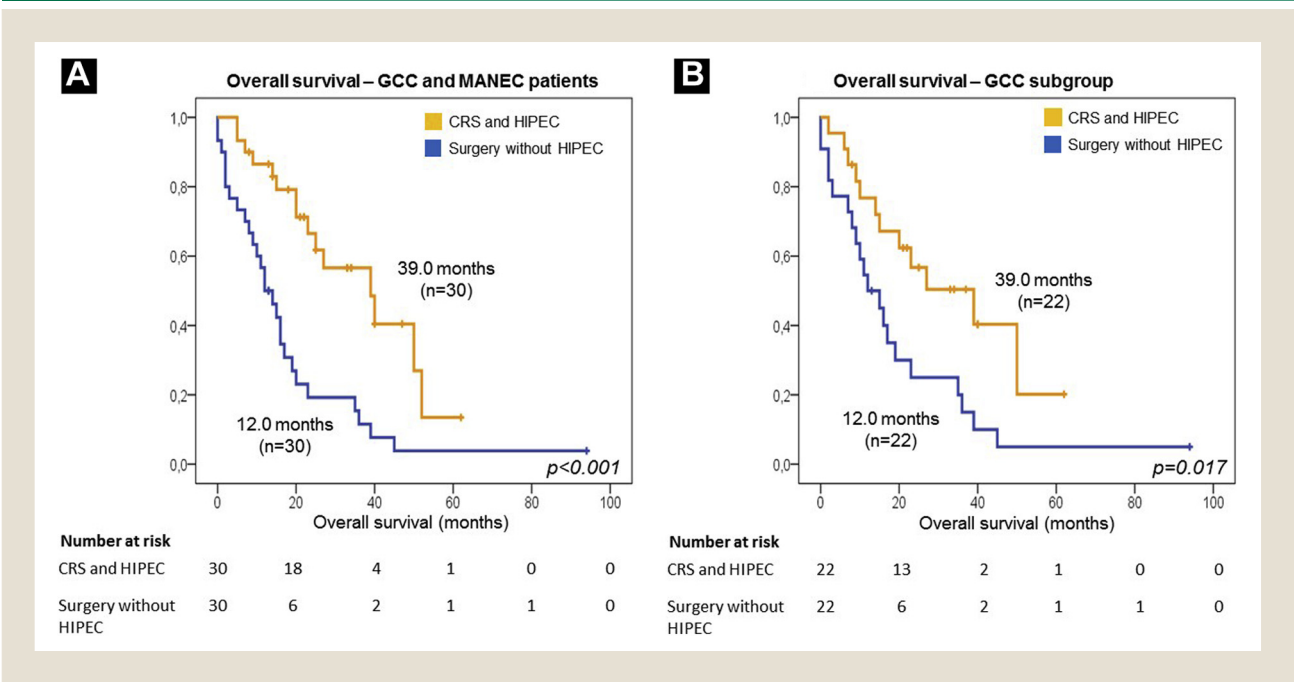 A
Overall survival – GCC and MANEC patients
CRS and HIPEC
Surgery without HIPEC
1,0
0,8
0,6
0,4
0,2
0,0
39.0 months
(n=30)
12.0 months
(n=30)
p<0.001
0 20 40 60 80 100
Overall survival (months)
Number at risk
CRS and HIPEC 30 18 4 1 0 0
Surgery without 30 6 2 1 1 0
HIPEC
B
Overall survival – GCC subgroup
CRS and HIPEC
Surgery without HIPEC
1,0
0,8
0,6
0,4
0,2
0,0
39.0 months
(n=22)
12.0 months
(n=22)
p=0.017
0 20 40 60 80 100
Overall survival (months)
Number at risk
CRS and HIPEC 22 13 2 1 0 0
Surgery without 22 6 2 1 1 0
HIPEC